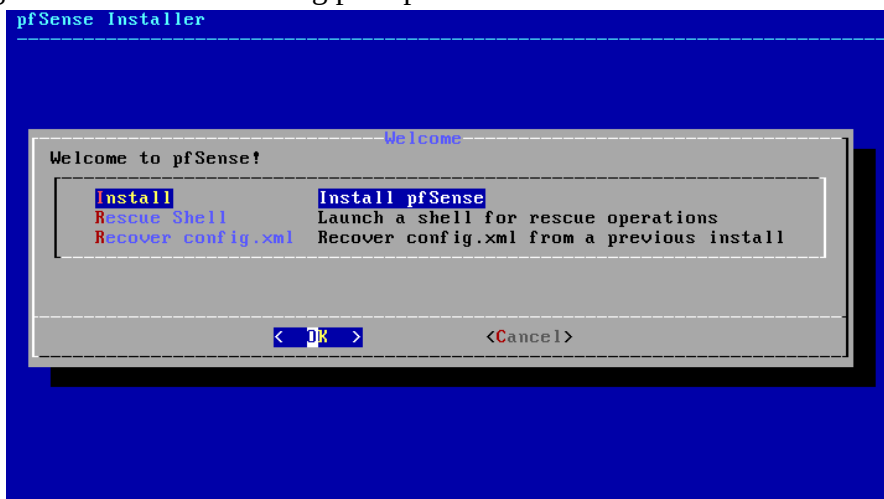 pfSense Installer
Welcome
Welcome to pfSense!
Install Install pfSense
Rescue Shell Launch a shell for rescue operations
Recover config.xml Recover config.xml from a previous install
< OK > <Cancel>